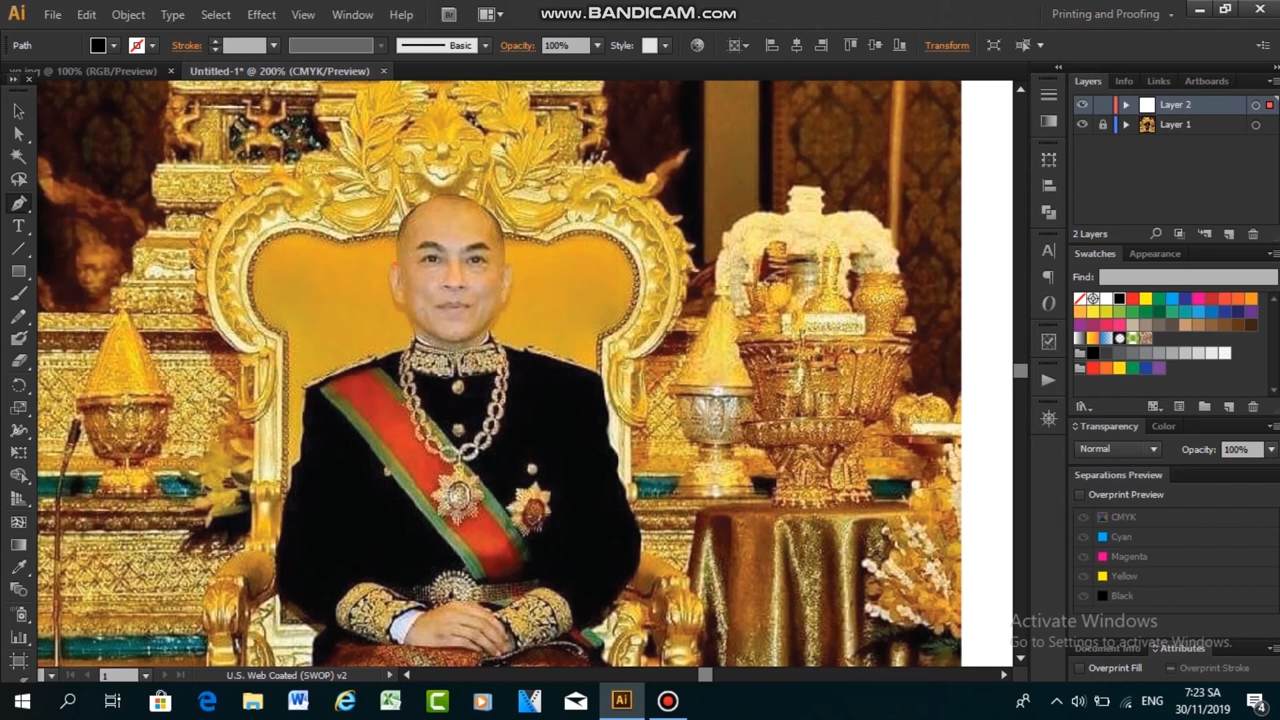 Ai File Edit Object Type Select Effect View Window Help Br www.BANDICAM.com Printing and Proofing
Path Stroke: Basic Opacity: 100% Style: Transform
@ 100% (RGB/Preview) × Untitled-1* @ 200% (CMYK/Preview) ×
Layers Info Links Artboards
Layer 2
Layer 1
2 Layers
Swatches Appearance
Find:
Transparency Color
Normal Opacity: 100%
Separations Preview
Overprint Preview
CMYK
Cyan
Magenta
Yellow
Black
Activate Windows
Go to Settings to activate Windows.
Document Info Attributes
Overprint Fill Overprint Stroke
1 U.S. Web Coated (SWOP) v2
ENG 7:23 SA
30/11/2019
4